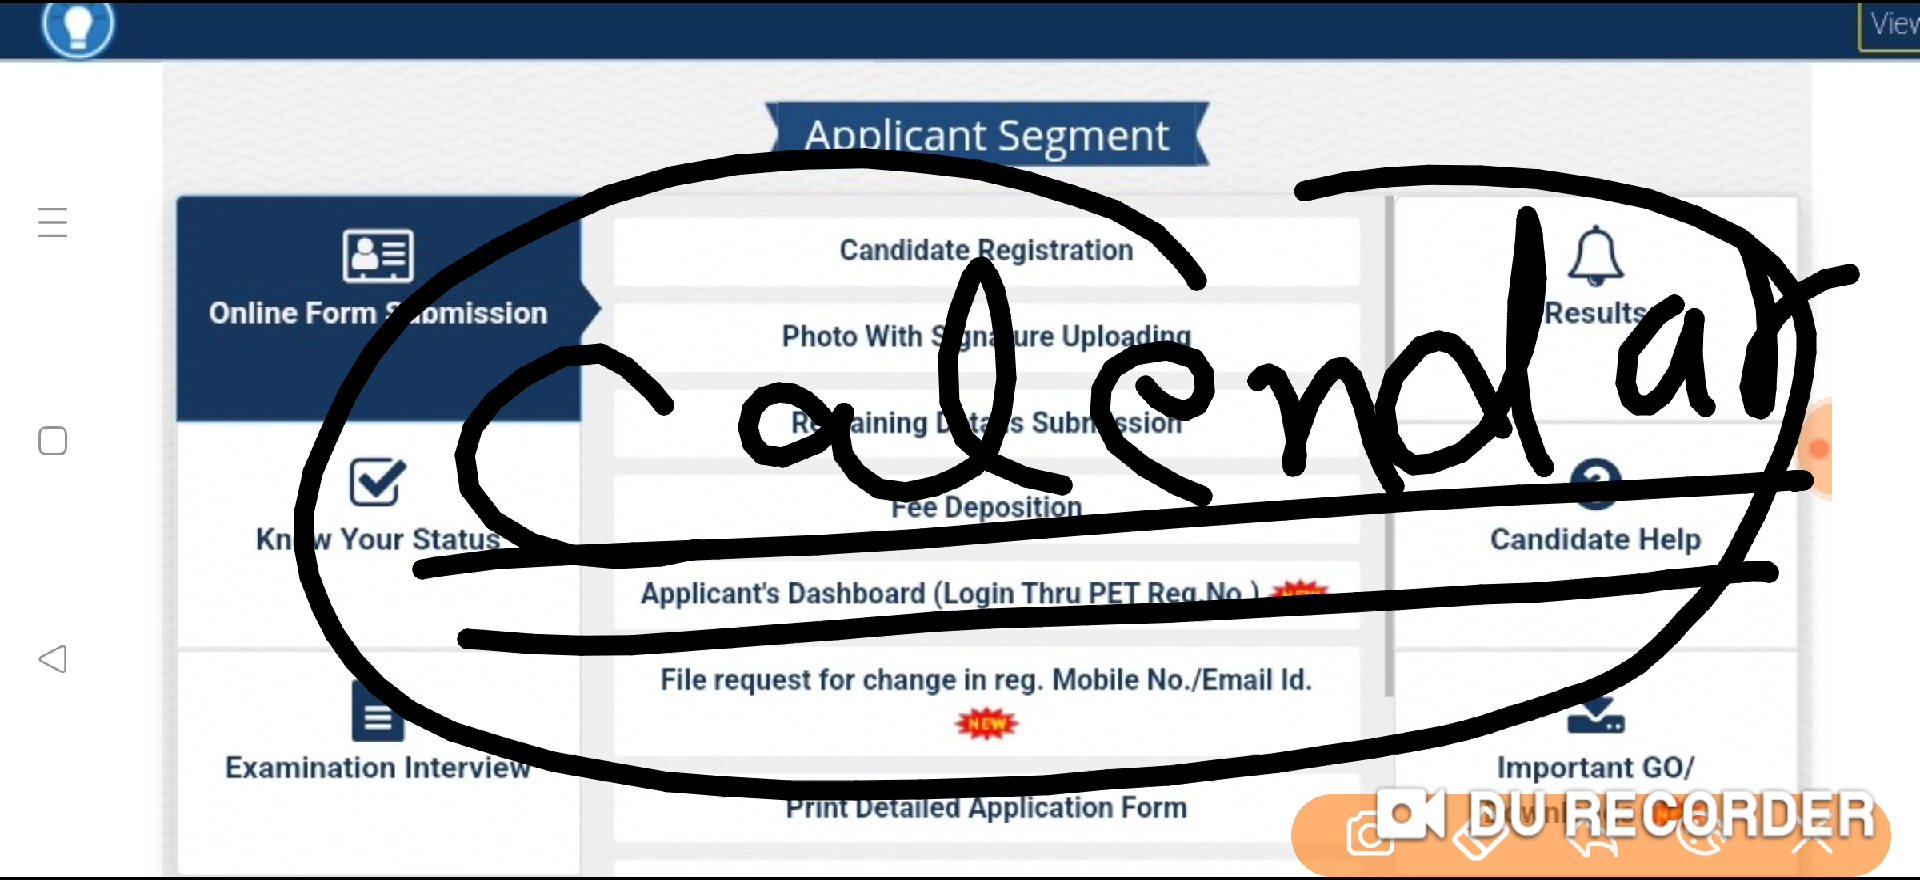 View
Applicant Segment
Online Form Submission
Know Your Status
Examination Interview
Candidate Registration
Photo With Signature Uploading
Remaining Details Submission
Fee Deposition
Applicant's Dashboard (Login Thru PET Reg.No.) NEW
File request for change in reg. Mobile No./Email Id.
NEW
Print Detailed Application Form
Results
Candidate Help
Important GO/
Calendar
DU RECORDER